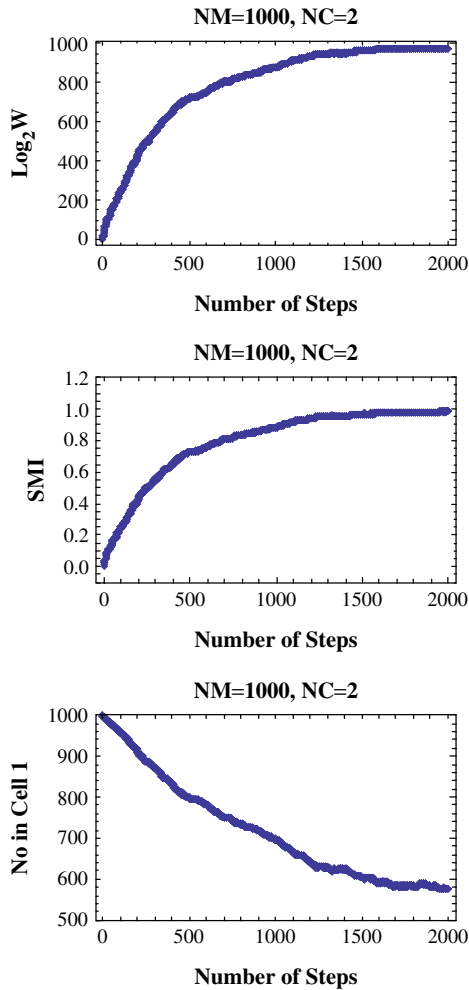 NM=1000, NC=2
Log2W
1000
800
600
400
200
0
0 500 1000 1500 2000
Number of Steps
NM=1000, NC=2
SMI
1.2
1.0
0.8
0.6
0.4
0.2
0.0
0 500 1000 1500 2000
Number of Steps
NM=1000, NC=2
No in Cell 1
1000
900
800
700
600
500
0 500 1000 1500 2000
Number of Steps